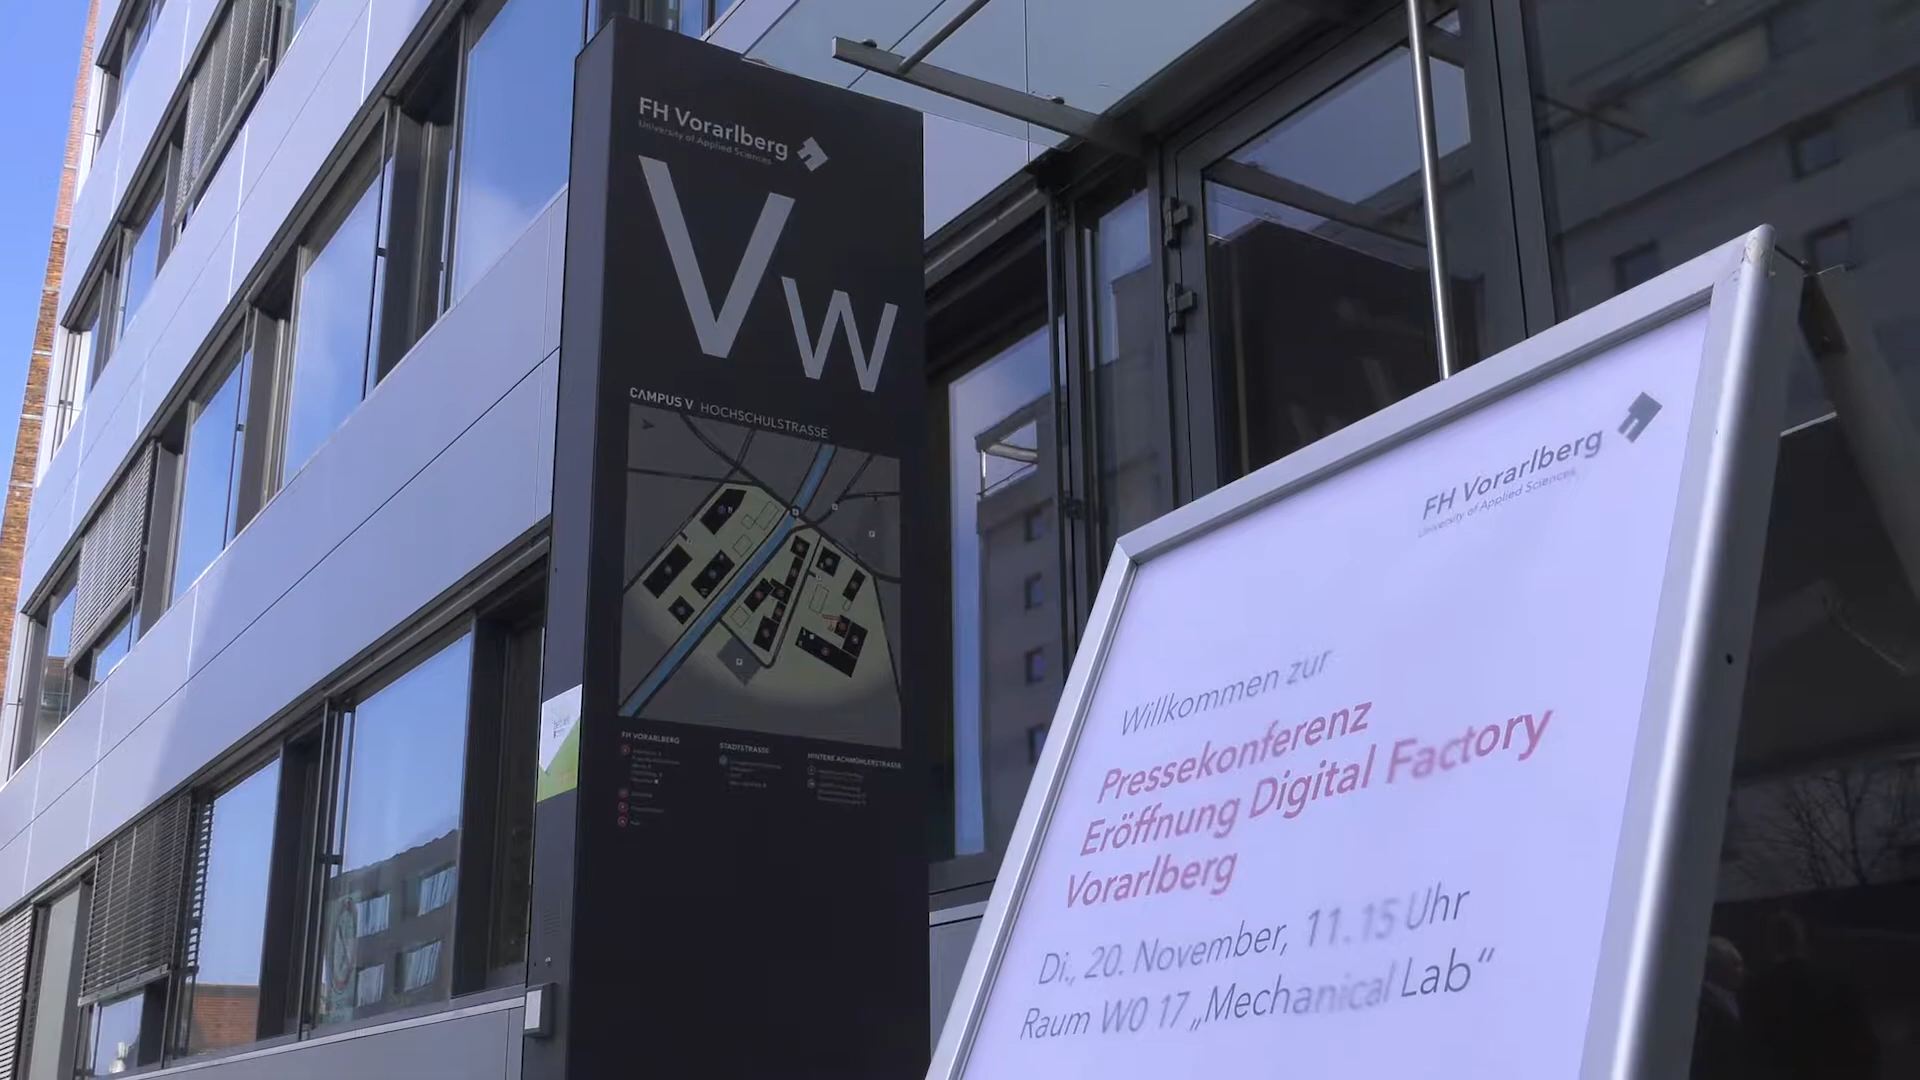 FH Vorarlberg
University of Applied Sciences
V
W
CAMPUS V HOCHSCHULSTRASSE
FH VORARLBERG
STADTSTRASSE
HINTERE ACHMÜHLERSTRASSE
FH Vorarlberg
University of Applied Sciences
Willkommen zur
Pressekonferenz
Eröffnung Digital Factory
Vorarlberg
Di., 20. November, 11.15 Uhr
Raum W0 17 „Mechanical Lab“